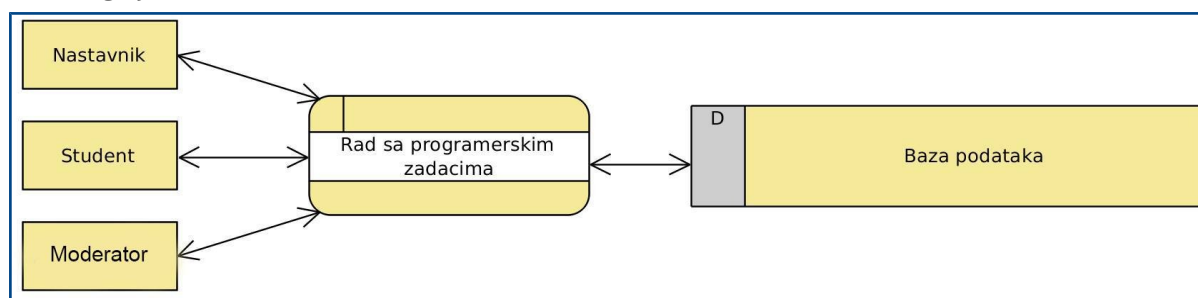 Nastavnik
Student
Moderator
Rad sa programerskim
zadacima
D
Baza podataka